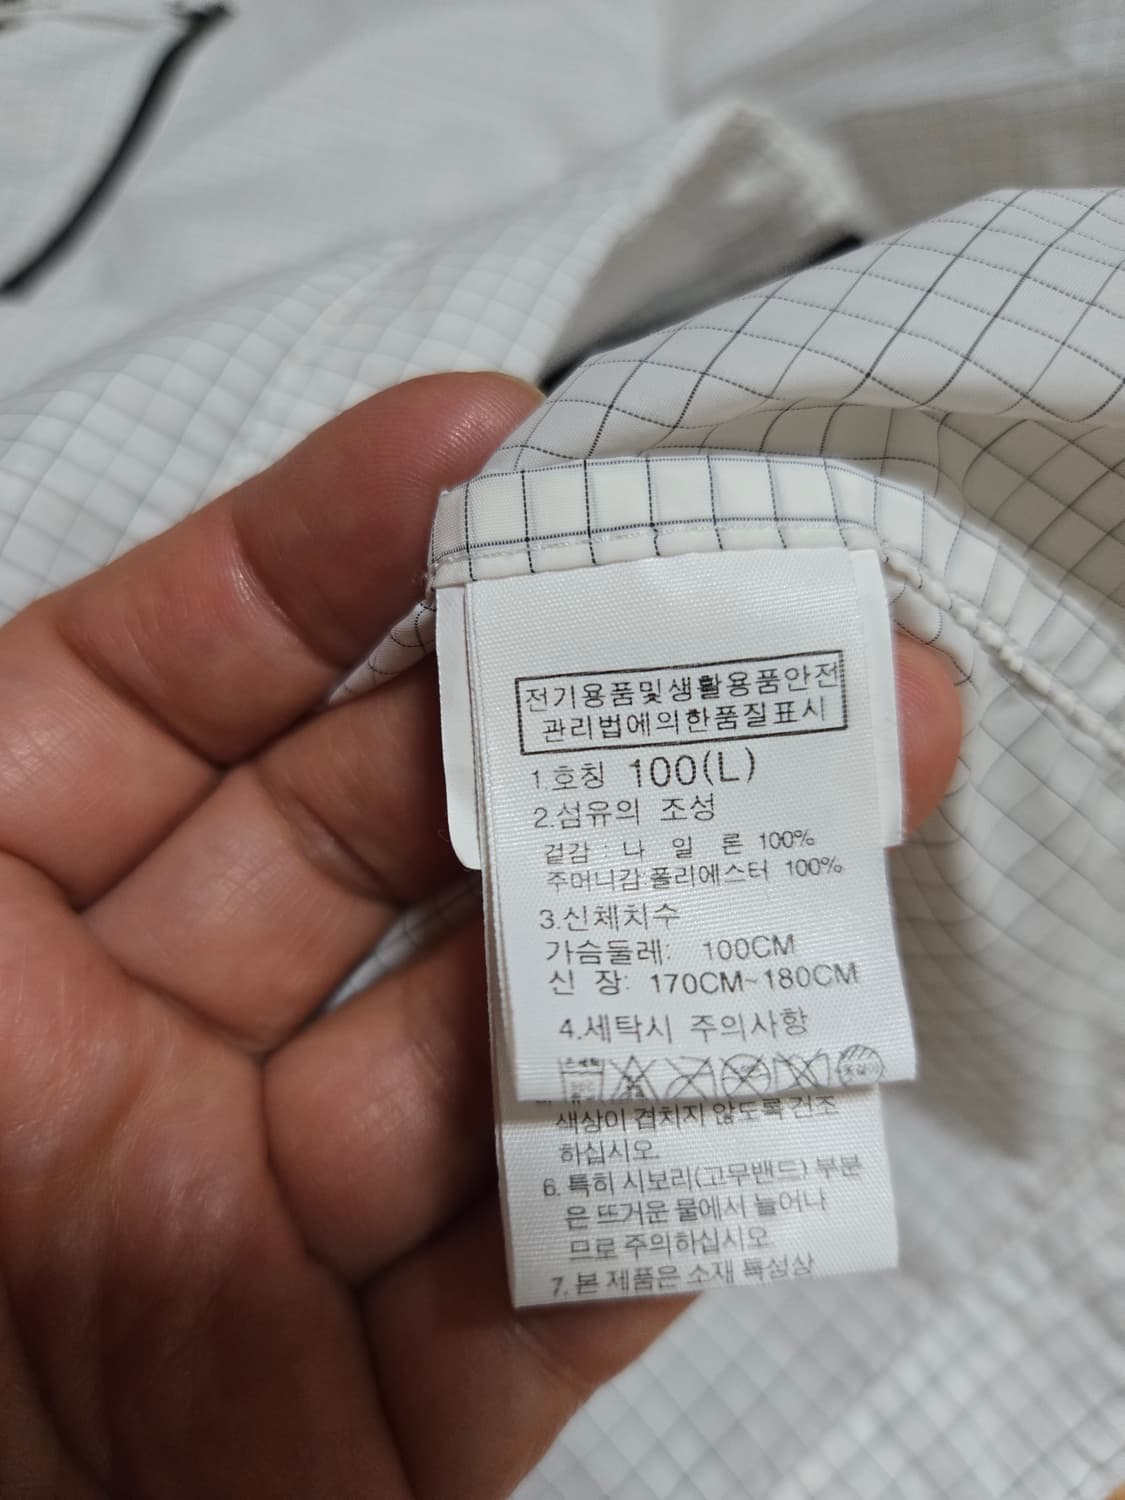 전기용품및생활용품안전
관리법에의한품질표시
1.호칭 100(L)
2.섬유의 조성
겉감 : 나 일 론 100%
주머니감:폴리에스터 100%
3.신체치수
가슴둘레: 100CM
신 장: 170CM~180CM
4.세탁시 주의사항
색상이 겹치지 않도록 건조
하십시오.
6. 특히 시보리(고무밴드) 부분
은 뜨거운 물에서 늘어나
므로 주의하십시오.
7. 본 제품은 소재 특성상